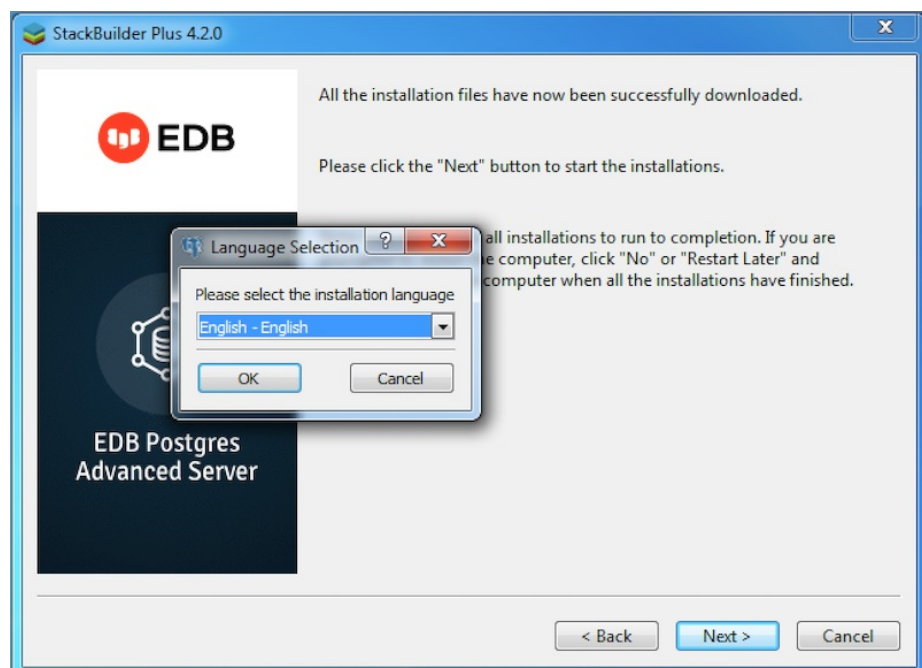 StackBuilder Plus 4.2.0
EDB
EDB Postgres
Advanced Server
All the installation files have now been successfully downloaded.
Please click the "Next" button to start the installations.
all installations to run to completion. If you are
computer, click "No" or "Restart Later" and
computer when all the installations have finished.
Language Selection
Please select the installation language
English - English
OK
Cancel
< Back
Next >
Cancel